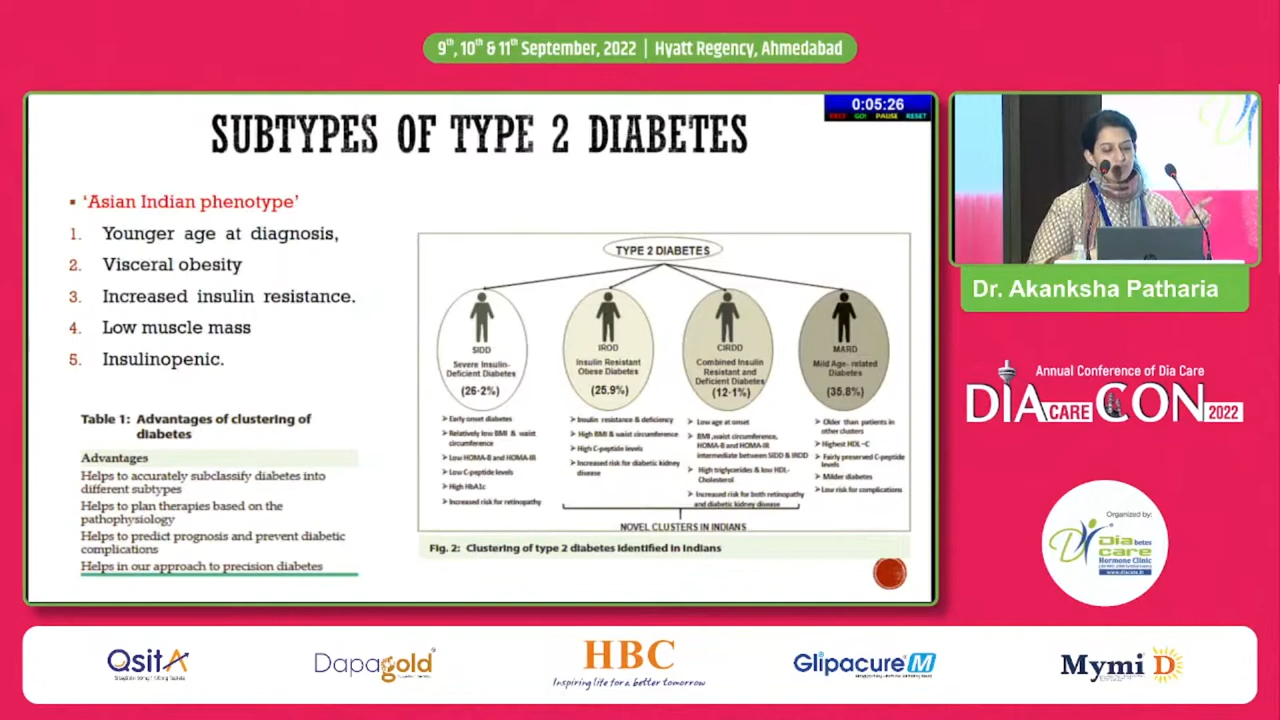 9th, 10th & 11th September, 2022 | Hyatt Regency, Ahmedabad
0:05:26
PAUSE
RESET
SUBTYPES OF TYPE 2 DIABETES
▪ 'Asian Indian phenotype'
1. Younger age at diagnosis,
2. Visceral obesity
3. Increased insulin resistance.
4. Low muscle mass
5. Insulinopenic.
Table 1: Advantages of clustering of
diabetes
Advantages
Helps to accurately subclassify diabetes into
different subtypes
Helps to plan therapies based on the
pathophysiology
Helps to predict prognosis and prevent diabetic
complications
Helps in our approach to precision diabetes
TYPE 2 DIABETES
SIDD
Severe Insulin-
Deficient Diabetes
(26-2%)
➢ Early onset diabetes
➢ Relatively low BMI & waist
circumference
➢ Low HOMA-B and HOMA-IR
➢ Low C-peptide levels
➢ High HbA1c
➢ Increased risk for retinopathy
IROD
Insulin Resistant
Obese Diabetes
(25.9%)
➢ Insulin resistance & deficiency
➢ High BMI & waist circumference
➢ High C-peptide levels
➢ Increased risk for diabetic kidney
disease
CIRDD
Combined Insulin
Resistant and
Deficient Diabetes
(12-1%)
➢ Low age at onset
➢ BMI ,waist circumference,
HOMA-B and HOMA-IR
intermediate between SIDD & IROD
➢ High triglycerides & low HDL-
Cholesterol
➢ Increased risk for both retinopathy
and diabetic kidney disease
MARD
Mild Age- related
Diabetes
(35.8%)
➢ Older than patients in
other clusters
➢ Highest HDL-C
➢ Fairly preserved C-peptide
levels
➢ Milder diabetes
➢ Low risk for complications
NOVEL CLUSTERS IN INDIANS
Fig. 2: Clustering of type 2 diabetes identified in Indians
Dr. Akanksha Patharia
Annual Conference of Dia Care
DIACARE CON 2022
Organized by:
Diabetes
care
Hormone Clinic
www.diacare.in
QsitA
Dapagold
HBC
Inspiring life for a better tomorrow
Glipacure M
Mymi D